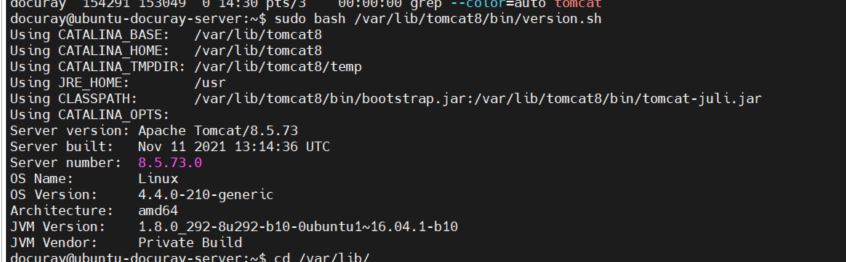 docuray  154291 153049  0 14:30 pts/3    00:00:00 grep --color=auto tomcat
docuray@ubuntu-docuray-server:~$ sudo bash /var/lib/tomcat8/bin/version.sh
Using CATALINA_BASE:   /var/lib/tomcat8
Using CATALINA_HOME:   /var/lib/tomcat8
Using CATALINA_TMPDIR: /var/lib/tomcat8/temp
Using JRE_HOME:        /usr
Using CLASSPATH:       /var/lib/tomcat8/bin/bootstrap.jar:/var/lib/tomcat8/bin/tomcat-juli.jar
Using CATALINA_OPTS:
Server version: Apache Tomcat/8.5.73
Server built:   Nov 11 2021 13:14:36 UTC
Server number:  8.5.73.0
OS Name:        Linux
OS Version:     4.4.0-210-generic
Architecture:   amd64
JVM Version:    1.8.0_292-8u292-b10-0ubuntu1~16.04.1-b10
JVM Vendor:     Private Build
docuray@ubuntu-docuray-server:~$ cd /var/lib/